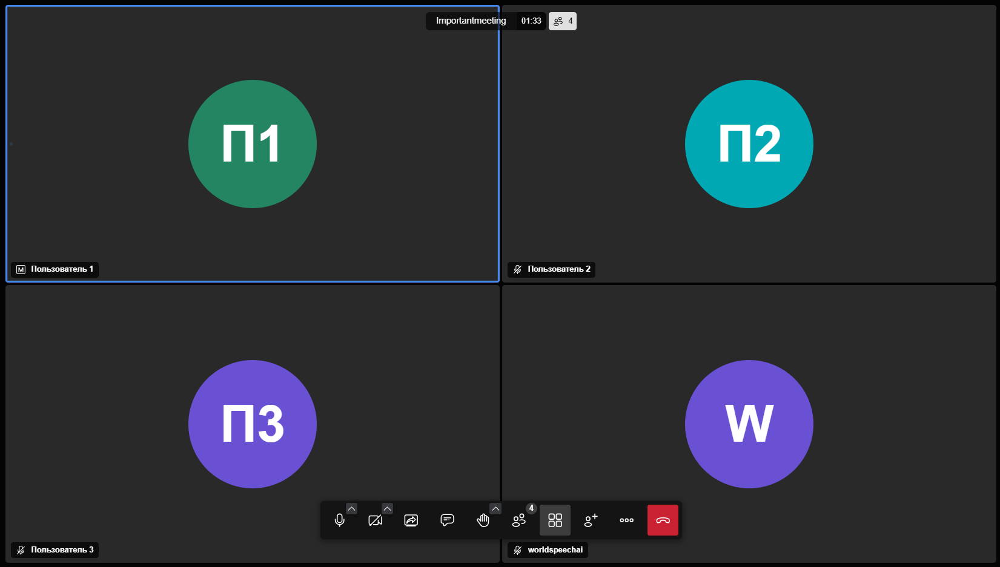 Importantmeeting 01:33 4
П1
П2
M Пользователь 1
Пользователь 2
П3
W
4
Пользователь 3
worldspeechai